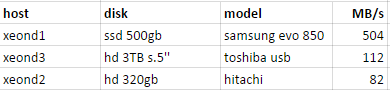 host disk model MB/s
xeond1 ssd 500gb samsung evo 850 504
xeond3 hd 3TB s.5" toshiba usb 112
xeond2 hd 320gb hitachi 82